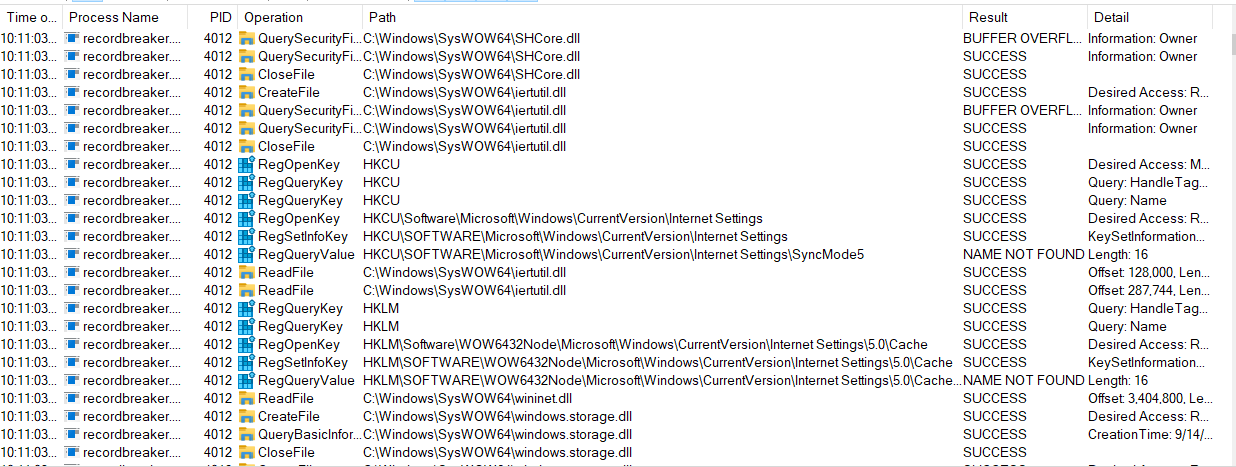 Time o... Process Name PID Operation Path Result Detail
10:11:03... recordbreaker.... 4012 QuerySecurityFi... C:\Windows\SysWOW64\SHCore.dll BUFFER OVERFL... Information: Owner
10:11:03... recordbreaker.... 4012 QuerySecurityFi... C:\Windows\SysWOW64\SHCore.dll SUCCESS Information: Owner
10:11:03... recordbreaker.... 4012 CloseFile C:\Windows\SysWOW64\SHCore.dll SUCCESS
10:11:03... recordbreaker.... 4012 CreateFile C:\Windows\SysWOW64\iertutil.dll SUCCESS Desired Access: R...
10:11:03... recordbreaker.... 4012 QuerySecurityFi... C:\Windows\SysWOW64\iertutil.dll BUFFER OVERFL... Information: Owner
10:11:03... recordbreaker.... 4012 QuerySecurityFi... C:\Windows\SysWOW64\iertutil.dll SUCCESS Information: Owner
10:11:03... recordbreaker.... 4012 CloseFile C:\Windows\SysWOW64\iertutil.dll SUCCESS
10:11:03... recordbreaker.... 4012 RegOpenKey HKCU SUCCESS Desired Access: M...
10:11:03... recordbreaker.... 4012 RegQueryKey HKCU SUCCESS Query: HandleTag...
10:11:03... recordbreaker.... 4012 RegQueryKey HKCU SUCCESS Query: Name
10:11:03... recordbreaker.... 4012 RegOpenKey HKCU\Software\Microsoft\Windows\CurrentVersion\Internet Settings SUCCESS Desired Access: R...
10:11:03... recordbreaker.... 4012 RegSetInfoKey HKCU\SOFTWARE\Microsoft\Windows\CurrentVersion\Internet Settings SUCCESS KeySetInformation...
10:11:03... recordbreaker.... 4012 RegQueryValue HKCU\SOFTWARE\Microsoft\Windows\CurrentVersion\Internet Settings\SyncMode5 NAME NOT FOUND Length: 16
10:11:03... recordbreaker.... 4012 ReadFile C:\Windows\SysWOW64\iertutil.dll SUCCESS Offset: 128,000, Len...
10:11:03... recordbreaker.... 4012 ReadFile C:\Windows\SysWOW64\iertutil.dll SUCCESS Offset: 287,744, Len...
10:11:03... recordbreaker.... 4012 RegQueryKey HKLM SUCCESS Query: HandleTag...
10:11:03... recordbreaker.... 4012 RegQueryKey HKLM SUCCESS Query: Name
10:11:03... recordbreaker.... 4012 RegOpenKey HKLM\Software\WOW6432Node\Microsoft\Windows\CurrentVersion\Internet Settings\5.0\Cache SUCCESS Desired Access: R...
10:11:03... recordbreaker.... 4012 RegSetInfoKey HKLM\SOFTWARE\WOW6432Node\Microsoft\Windows\CurrentVersion\Internet Settings\5.0\Cache SUCCESS KeySetInformation...
10:11:03... recordbreaker.... 4012 RegQueryValue HKLM\SOFTWARE\WOW6432Node\Microsoft\Windows\CurrentVersion\Internet Settings\5.0\Cache... NAME NOT FOUND Length: 16
10:11:03... recordbreaker.... 4012 ReadFile C:\Windows\SysWOW64\wininet.dll SUCCESS Offset: 3,404,800, Le...
10:11:03... recordbreaker.... 4012 CreateFile C:\Windows\SysWOW64\windows.storage.dll SUCCESS Desired Access: R...
10:11:03... recordbreaker.... 4012 QueryBasicInfor... C:\Windows\SysWOW64\windows.storage.dll SUCCESS CreationTime: 9/14/...
10:11:03... recordbreaker.... 4012 CloseFile C:\Windows\SysWOW64\windows.storage.dll SUCCESS